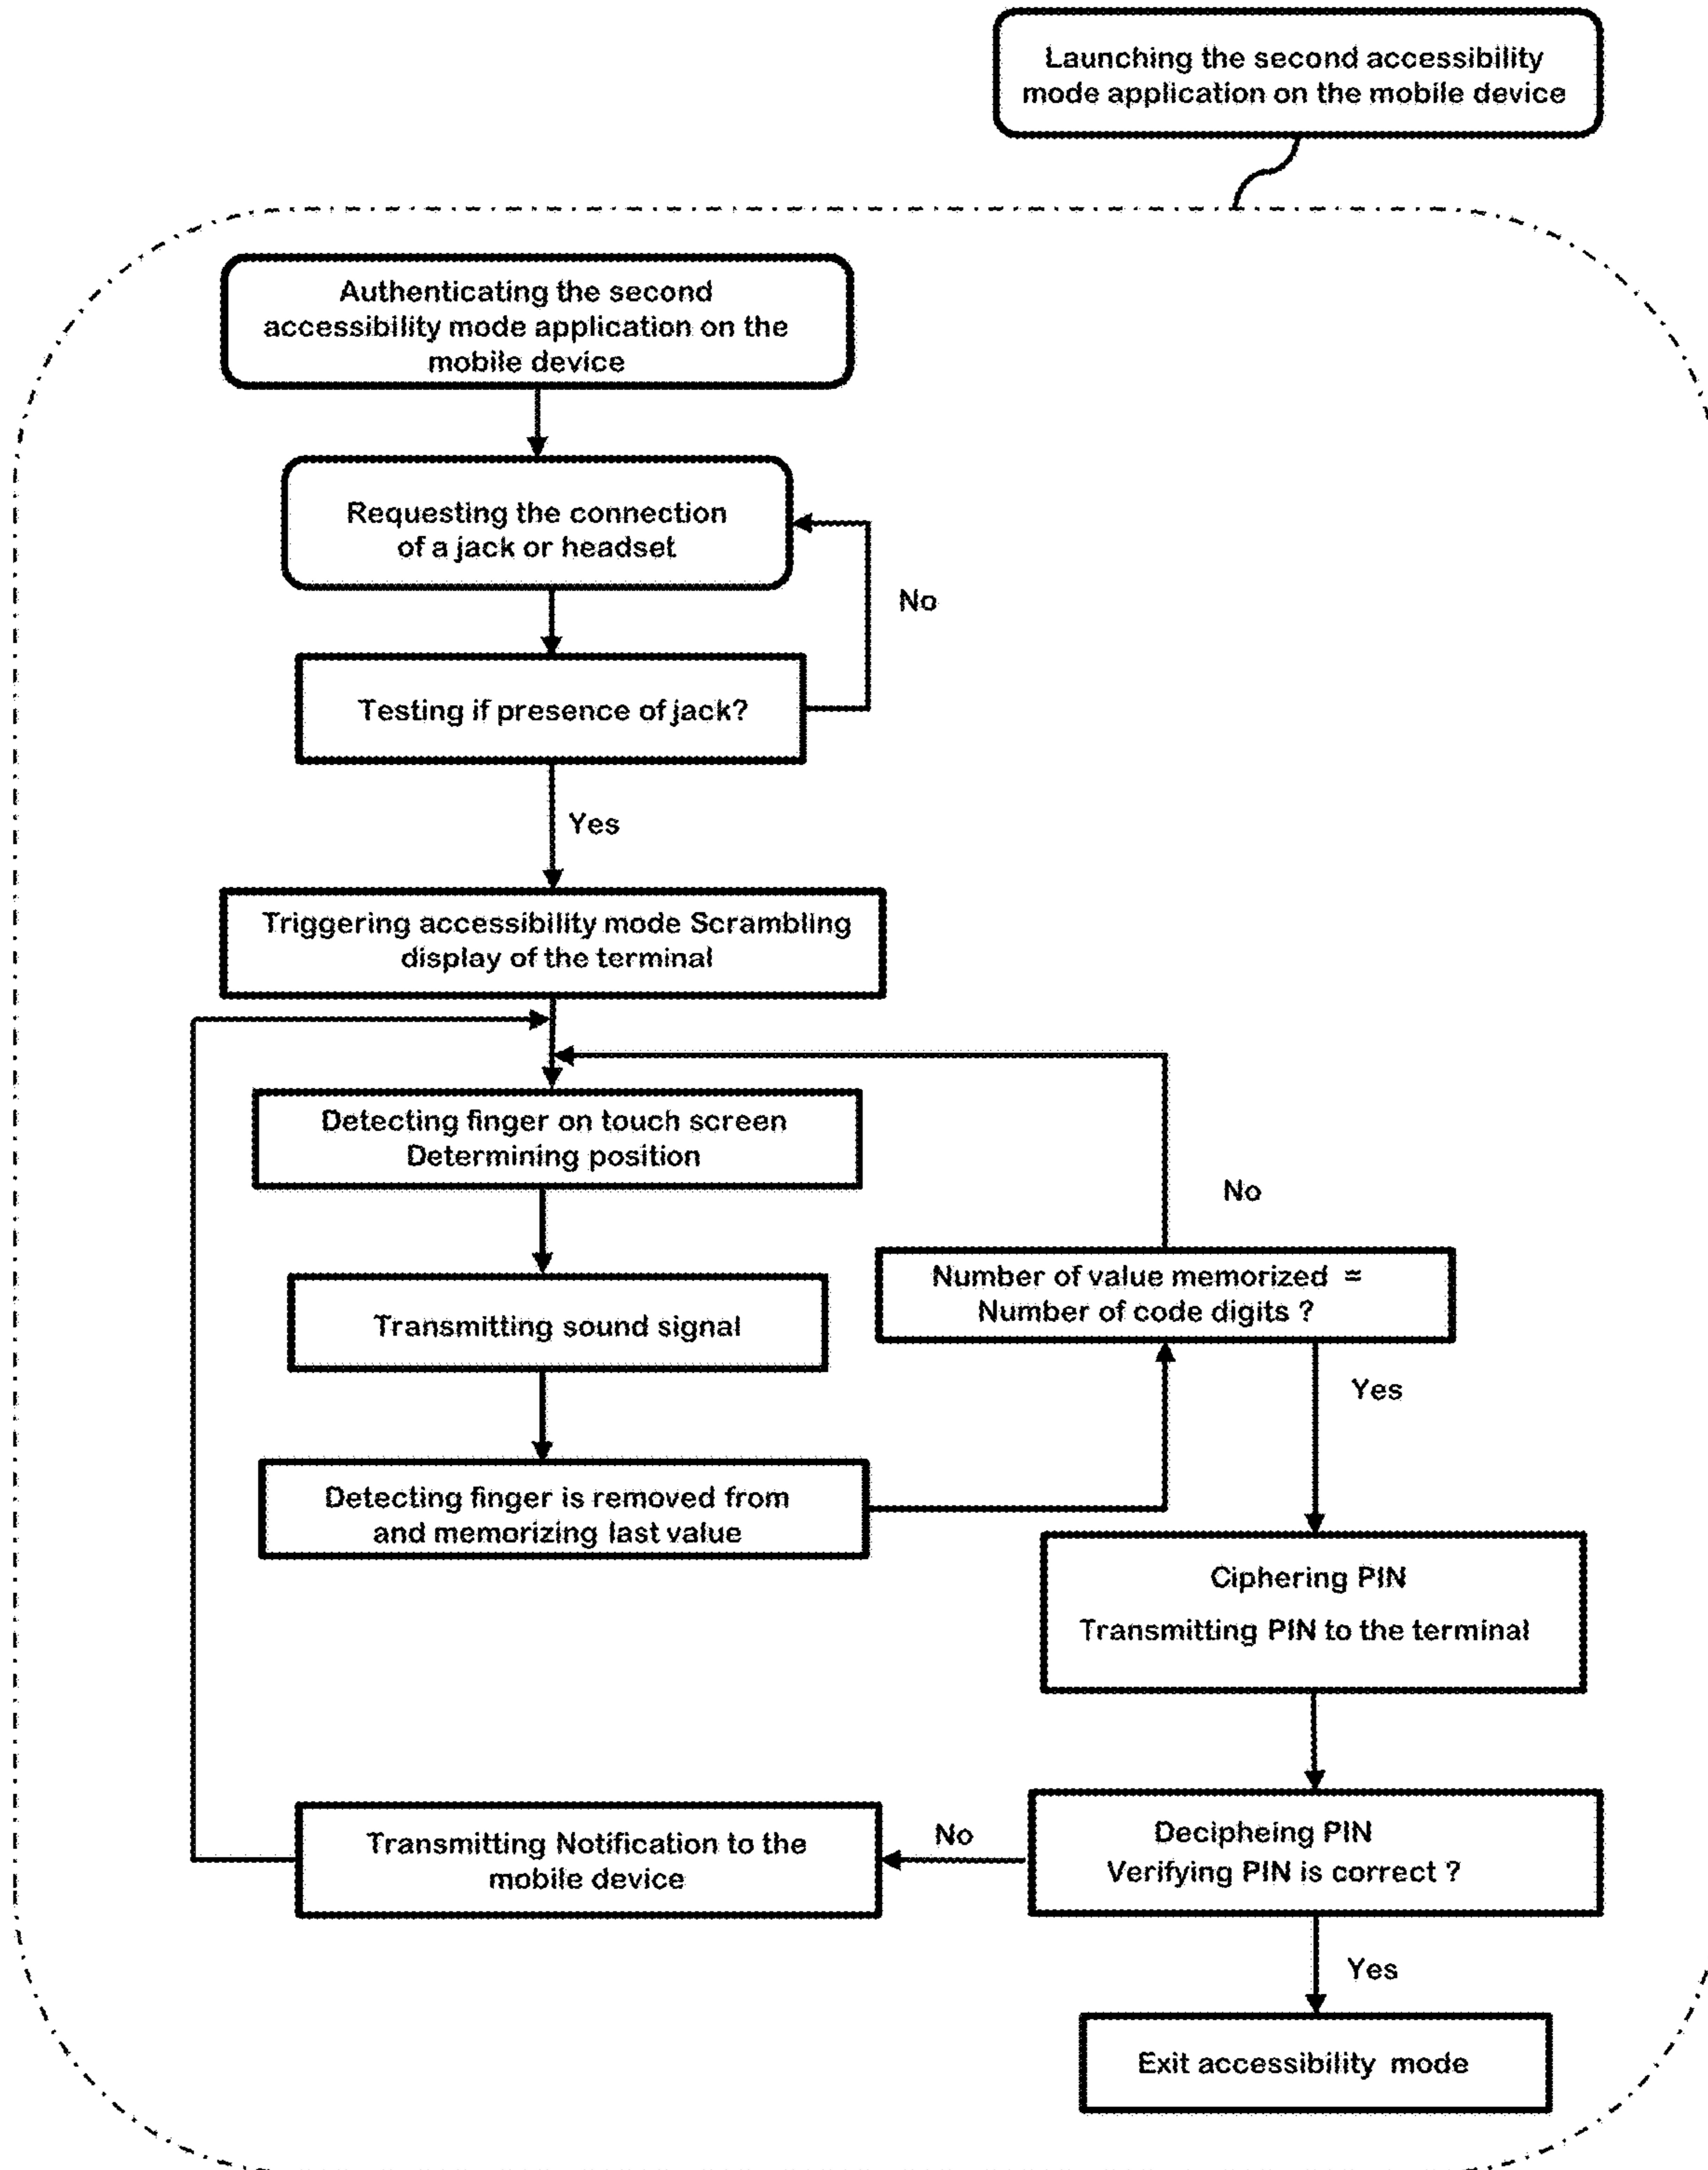 Launching the second accessibility
mode application on the mobile device
Authenticating the second
accessibility mode application on the
mobile device
Requesting the connection
of a jack or headset
No
Testing if presence of jack?
Yes
Triggering accessibility mode Scrambling
display of the terminal
Detecting finger on touch screen
Determining position
No
Number of value memorized =
Number of code digits ?
Transmitting sound signal
Yes
Detecting finger is removed from
and memorizing last value
Ciphering PIN
Transmitting PIN to the terminal
Decipheing PIN
Verifying PIN is correct ?
No
Transmitting Notification to the
mobile device
Yes
Exit accessibility mode